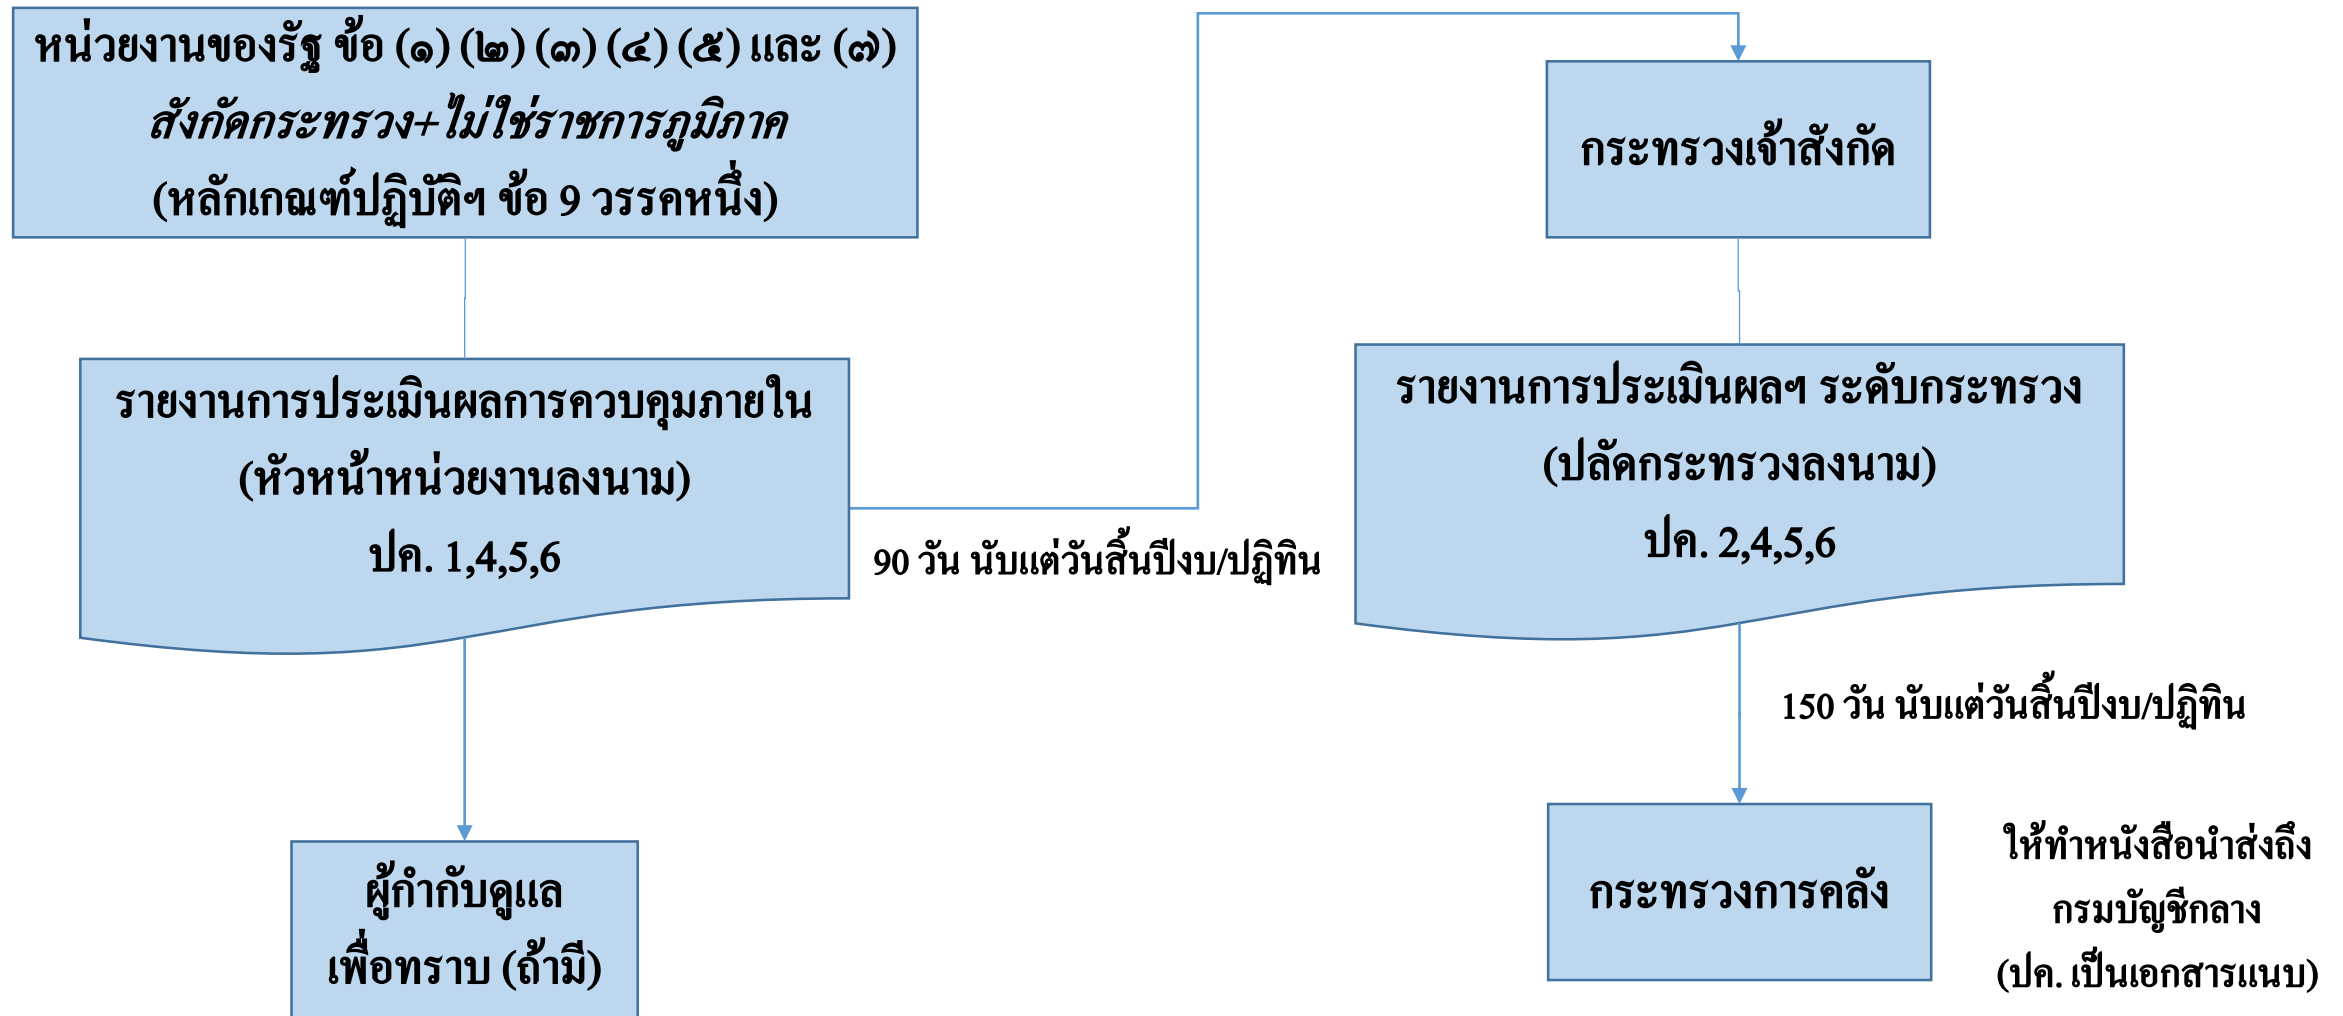 หน่วยงานของรัฐ ข้อ (๑) (๒) (๓) (๔) (๕) และ (๗)
สังกัดกระทรวง+ไม่ใช่ราชการภูมิภาค
(หลักเกณฑ์ปฏิบัติฯ ข้อ 9 วรรคหนึ่ง)
รายงานการประเมินผลการควบคุมภายใน
(หัวหน้าหน่วยงานลงนาม)
ปค. 1,4,5,6
90 วัน นับแต่วันสิ้นปีงบ/ปฏิทิน
ผู้กำกับดูแล
เพื่อทราบ (ถ้ามี)
กระทรวงเจ้าสังกัด
รายงานการประเมินผลฯ ระดับกระทรวง
(ปลัดกระทรวงลงนาม)
ปค. 2,4,5,6
150 วัน นับแต่วันสิ้นปีงบ/ปฏิทิน
กระทรวงการคลัง
ให้ทำหนังสือนำส่งถึง
กรมบัญชีกลาง
(ปค. เป็นเอกสารแนบ)